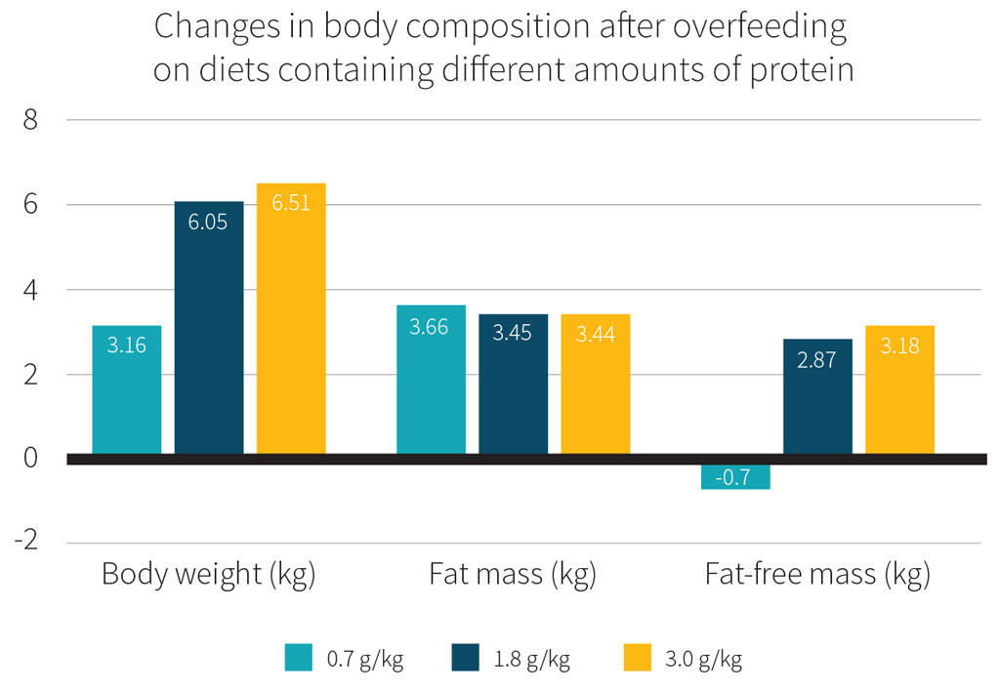 Changes in body composition after overfeeding
on diets containing different amounts of protein
8
6
4
2
0
-2
3.16
6.05
6.51
3.66
3.45
3.44
-0.7
2.87
3.18
Body weight (kg)
Fat mass (kg)
Fat-free mass (kg)
0.7 g/kg
1.8 g/kg
3.0 g/kg